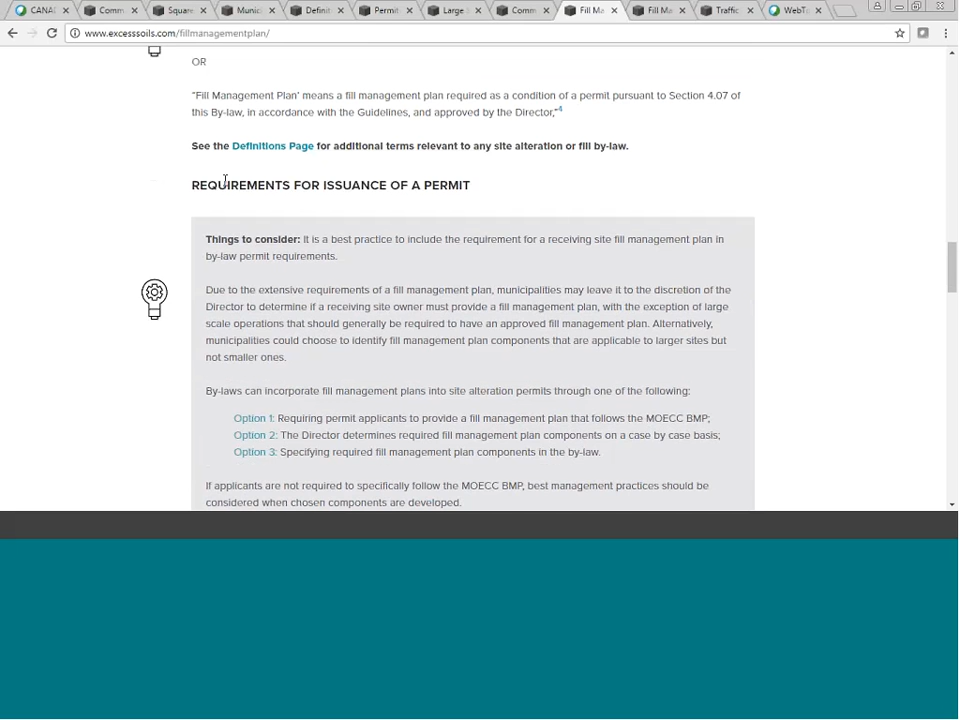 CANA
Comm
Square
Munici
Definit
Permit
Large
Comm
Fill Ma
Fill Ma
Traffic
WebTu
www.excesssoils.com/fillmanagementplan/
OR
"Fill Management Plan' means a fill management plan required as a condition of a permit pursuant to Section 4.07 of
this By-law, in accordance with the Guidelines, and approved by the Director,"4
See the Definitions Page for additional terms relevant to any site alteration or fill by-law.
REQUIREMENTS FOR ISSUANCE OF A PERMIT
Things to consider: It is a best practice to include the requirement for a receiving site fill management plan in
by-law permit requirements.
Due to the extensive requirements of a fill management plan, municipalities may leave it to the discretion of the
Director to determine if a receiving site owner must provide a fill management plan, with the exception of large
scale operations that should generally be required to have an approved fill management plan. Alternatively,
municipalities could choose to identify fill management plan components that are applicable to larger sites but
not smaller ones.
By-laws can incorporate fill management plans into site alteration permits through one of the following:
Option 1: Requiring permit applicants to provide a fill management plan that follows the MOECC BMP;
Option 2: The Director determines required fill management plan components on a case by case basis;
Option 3: Specifying required fill management plan components in the by-law.
If applicants are not required to specifically follow the MOECC BMP, best management practices should be
considered when chosen components are developed.